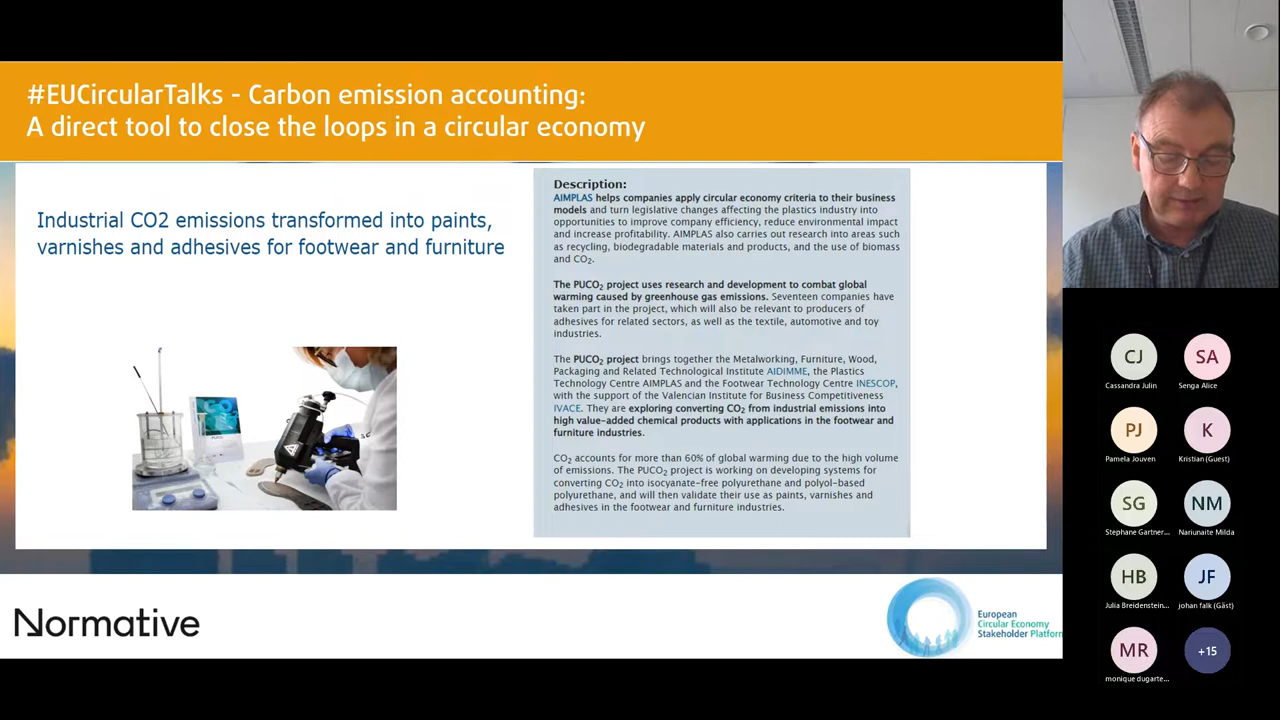 #EUCircularTalks - Carbon emission accounting:
A direct tool to close the loops in a circular economy
Industrial CO2 emissions transformed into paints,
varnishes and adhesives for footwear and furniture
Description:
AIMPLAS helps companies apply circular economy criteria to their business
models and turn legislative changes affecting the plastics industry into
opportunities to improve company efficiency, reduce environmental impact
and increase profitability. AIMPLAS also carries out research into areas such
as recycling, biodegradable materials and products, and the use of biomass
and CO₂.
The PUCO₂ project uses research and development to combat global
warming caused by greenhouse gas emissions. Seventeen companies have
taken part in the project, which will also be relevant to producers of
adhesives for related sectors, as well as the textile, automotive and toy
industries.
The PUCO₂ project brings together the Metalworking, Furniture, Wood,
Packaging and Related Technological Institute AIDIMME, the Plastics
Technology Centre AIMPLAS and the Footwear Technology Centre INESCOP,
with the support of the Valencian Institute for Business Competitiveness
IVACE. They are exploring converting CO₂ from industrial emissions into
high value-added chemical products with applications in the footwear and
furniture industries.
CO₂ accounts for more than 60% of global warming due to the high volume
of emissions. The PUCO₂ project is working on developing systems for
converting CO₂ into isocyanate-free polyurethane and polyol-based
polyurethane, and will then validate their use as paints, varnishes and
adhesives in the footwear and furniture industries.
Normative
European
Circular Economy
Stakeholder Platform
CJ
Cassandra Julin
SA
Senga Alice
PJ
Pamela Jouven
K
Kristian (Guest)
SG
Stephane Gartner...
NM
Nariunaite Milda
HB
Julia Breidenstein...
JF
johan falk (Gäst)
MR
monique dugarte...
+15